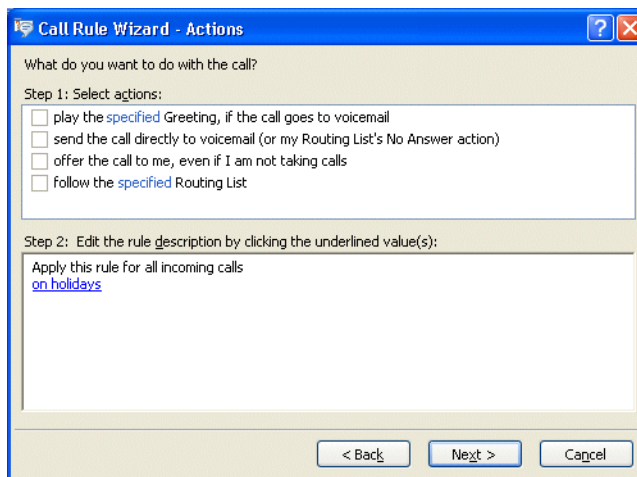 Call Rule Wizard - Actions
What do you want to do with the call?
Step 1: Select actions:
play the specified Greeting, if the call goes to voicemail
send the call directly to voicemail (or my Routing List's No Answer action)
offer the call to me, even if I am not taking calls
follow the specified Routing List
Step 2: Edit the rule description by clicking the underlined value(s):
Apply this rule for all incoming calls
on holidays
< Back Next > Cancel